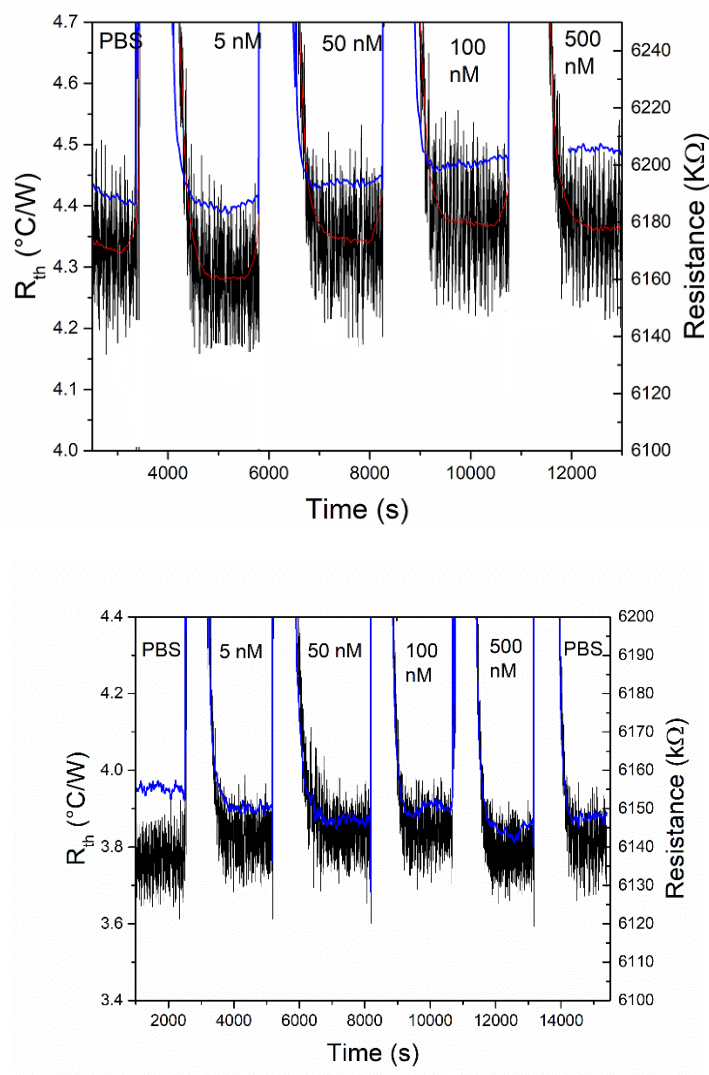 4.7
4.6
4.5
4.4
4.3
4.2
4.1
4.0
R_th (°C/W)
PBS
5 nM
50 nM
100
nM
500
nM
6240
6220
6200
6180
6160
6140
6120
6100
Resistance (KΩ)
4000 6000 8000 10000 12000
Time (s)
4.4
4.2
4.0
3.8
3.6
3.4
R_th (°C/W)
PBS
5 nM
50 nM
100
nM
500
nM
PBS
6200
6190
6180
6170
6160
6150
6140
6130
6120
6110
6100
Resistance (kΩ)
2000 4000 6000 8000 10000 12000 14000
Time (s)